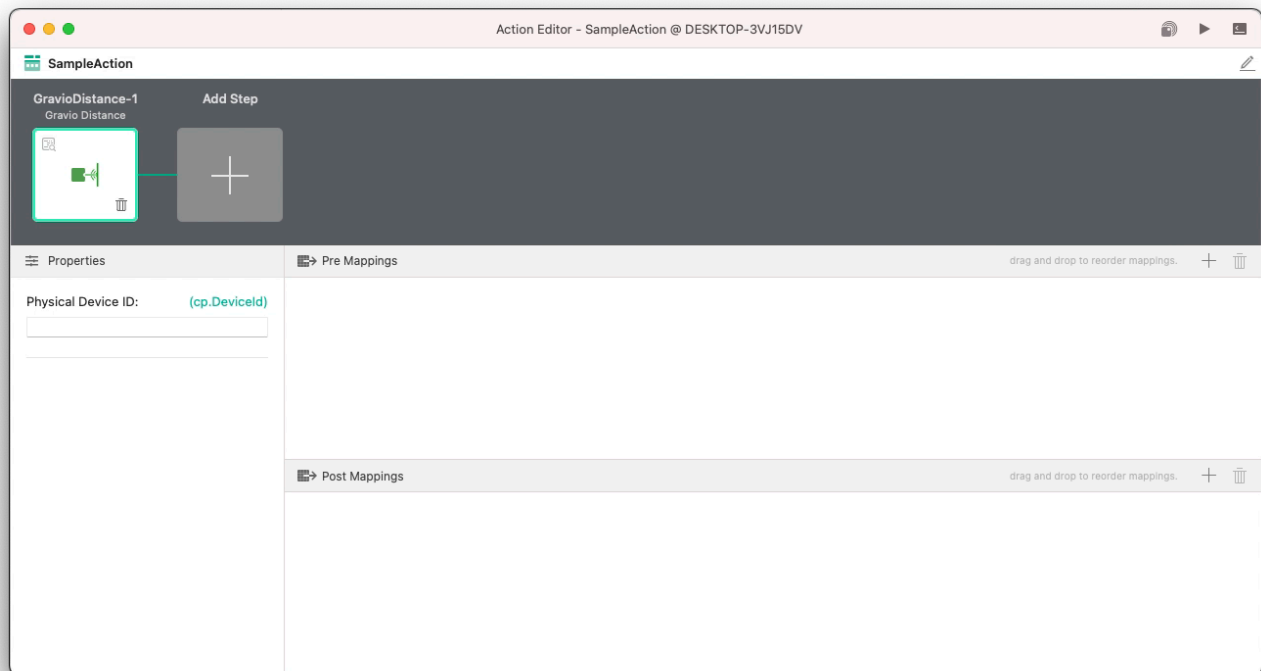 Action Editor - SampleAction @ DESKTOP-3VJ15DV
SampleAction
GravioDistance-1
Gravio Distance
Add Step
Properties
Physical Device ID: (cp.DeviceId)
Pre Mappings
drag and drop to reorder mappings.
Post Mappings
drag and drop to reorder mappings.